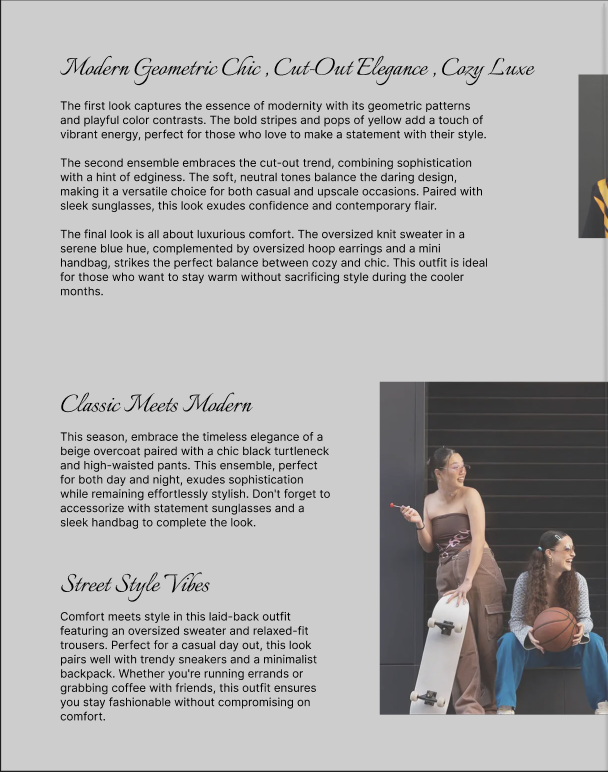 Modern Geometric Chic , Cut-Out Elegance , Cozy Luxe
The first look captures the essence of modernity with its geometric patterns
and playful color contrasts. The bold stripes and pops of yellow add a touch of
vibrant energy, perfect for those who love to make a statement with their style.
The second ensemble embraces the cut-out trend, combining sophistication
with a hint of edginess. The soft, neutral tones balance the daring design,
making it a versatile choice for both casual and upscale occasions. Paired with
sleek sunglasses, this look exudes confidence and contemporary flair.
The final look is all about luxurious comfort. The oversized knit sweater in a
serene blue hue, complemented by oversized hoop earrings and a mini
handbag, strikes the perfect balance between cozy and chic. This outfit is ideal
for those who want to stay warm without sacrificing style during the cooler
months.
Classic Meets Modern
This season, embrace the timeless elegance of a
beige overcoat paired with a chic black turtleneck
and high-waisted pants. This ensemble, perfect
for both day and night, exudes sophistication
while remaining effortlessly stylish. Don't forget to
accessorize with statement sunglasses and a
sleek handbag to complete the look.
Street Style Vibes
Comfort meets style in this laid-back outfit
featuring an oversized sweater and relaxed-fit
trousers. Perfect for a casual day out, this look
pairs well with trendy sneakers and a minimalist
backpack. Whether you're running errands or
grabbing coffee with friends, this outfit ensures
you stay fashionable without compromising on
comfort.